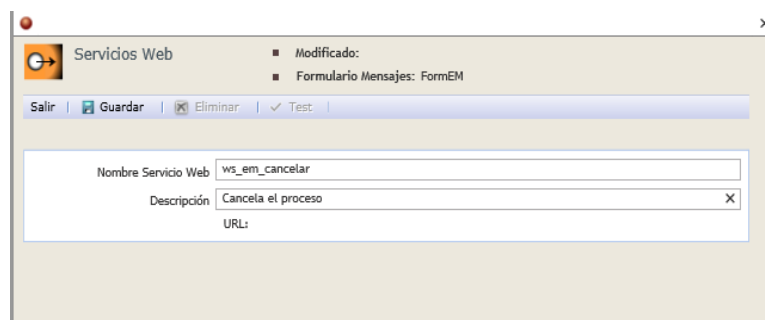 Servicios Web
Modificado:
Formulario Mensajes: FormEM
Salir | Guardar | Eliminar | Test |
Nombre Servicio Web ws_em_cancelar
Descripción Cancela el proceso
URL: